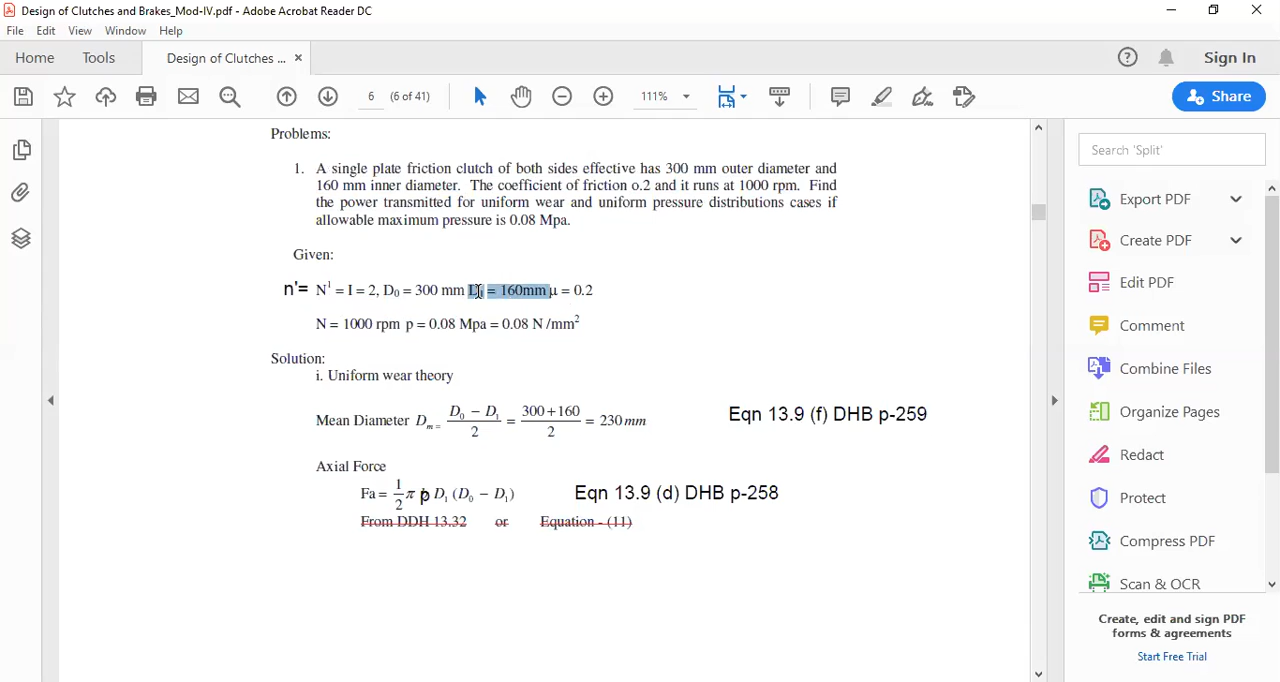 Design of Clutches and Brakes_Mod-IV.pdf - Adobe Acrobat Reader DC
File Edit View Window Help
Home Tools Design of Clutches ... × Sign In
6 (6 of 41) 111% Share
Problems:
1. A single plate friction clutch of both sides effective has 300 mm outer diameter and
160 mm inner diameter. The coefficient of friction o.2 and it runs at 1000 rpm. Find
the power transmitted for uniform wear and uniform pressure distributions cases if
allowable maximum pressure is 0.08 Mpa.
Given:
n'= N¹ = I = 2, D₀ = 300 mm = 160mm μ = 0.2
N = 1000 rpm p = 0.08 Mpa = 0.08 N /mm²
Solution:
i. Uniform wear theory
Mean Diameter Dₘ₌ (D₀ − D₁)/2 = (300+160)/2 = 230 mm Eqn 13.9 (f) DHB p-259
Axial Force
Fa = 1/2 π p D₁ (D₀ − D₁) Eqn 13.9 (d) DHB p-258
From DDH 13.32 or Equation - (11)
Search 'Split'
Export PDF
Create PDF
Edit PDF
Comment
Combine Files
Organize Pages
Redact
Protect
Compress PDF
Scan & OCR
Create, edit and sign PDF
forms & agreements
Start Free Trial